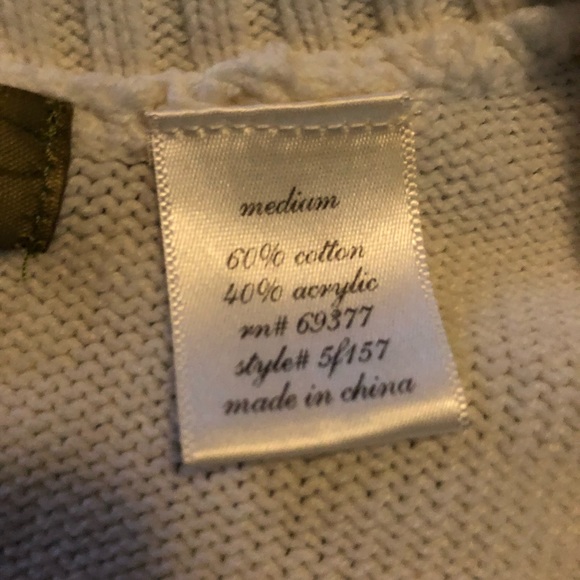 medium
60% cotton
40% acrylic
rn# 69377
style# 5f157
made in china